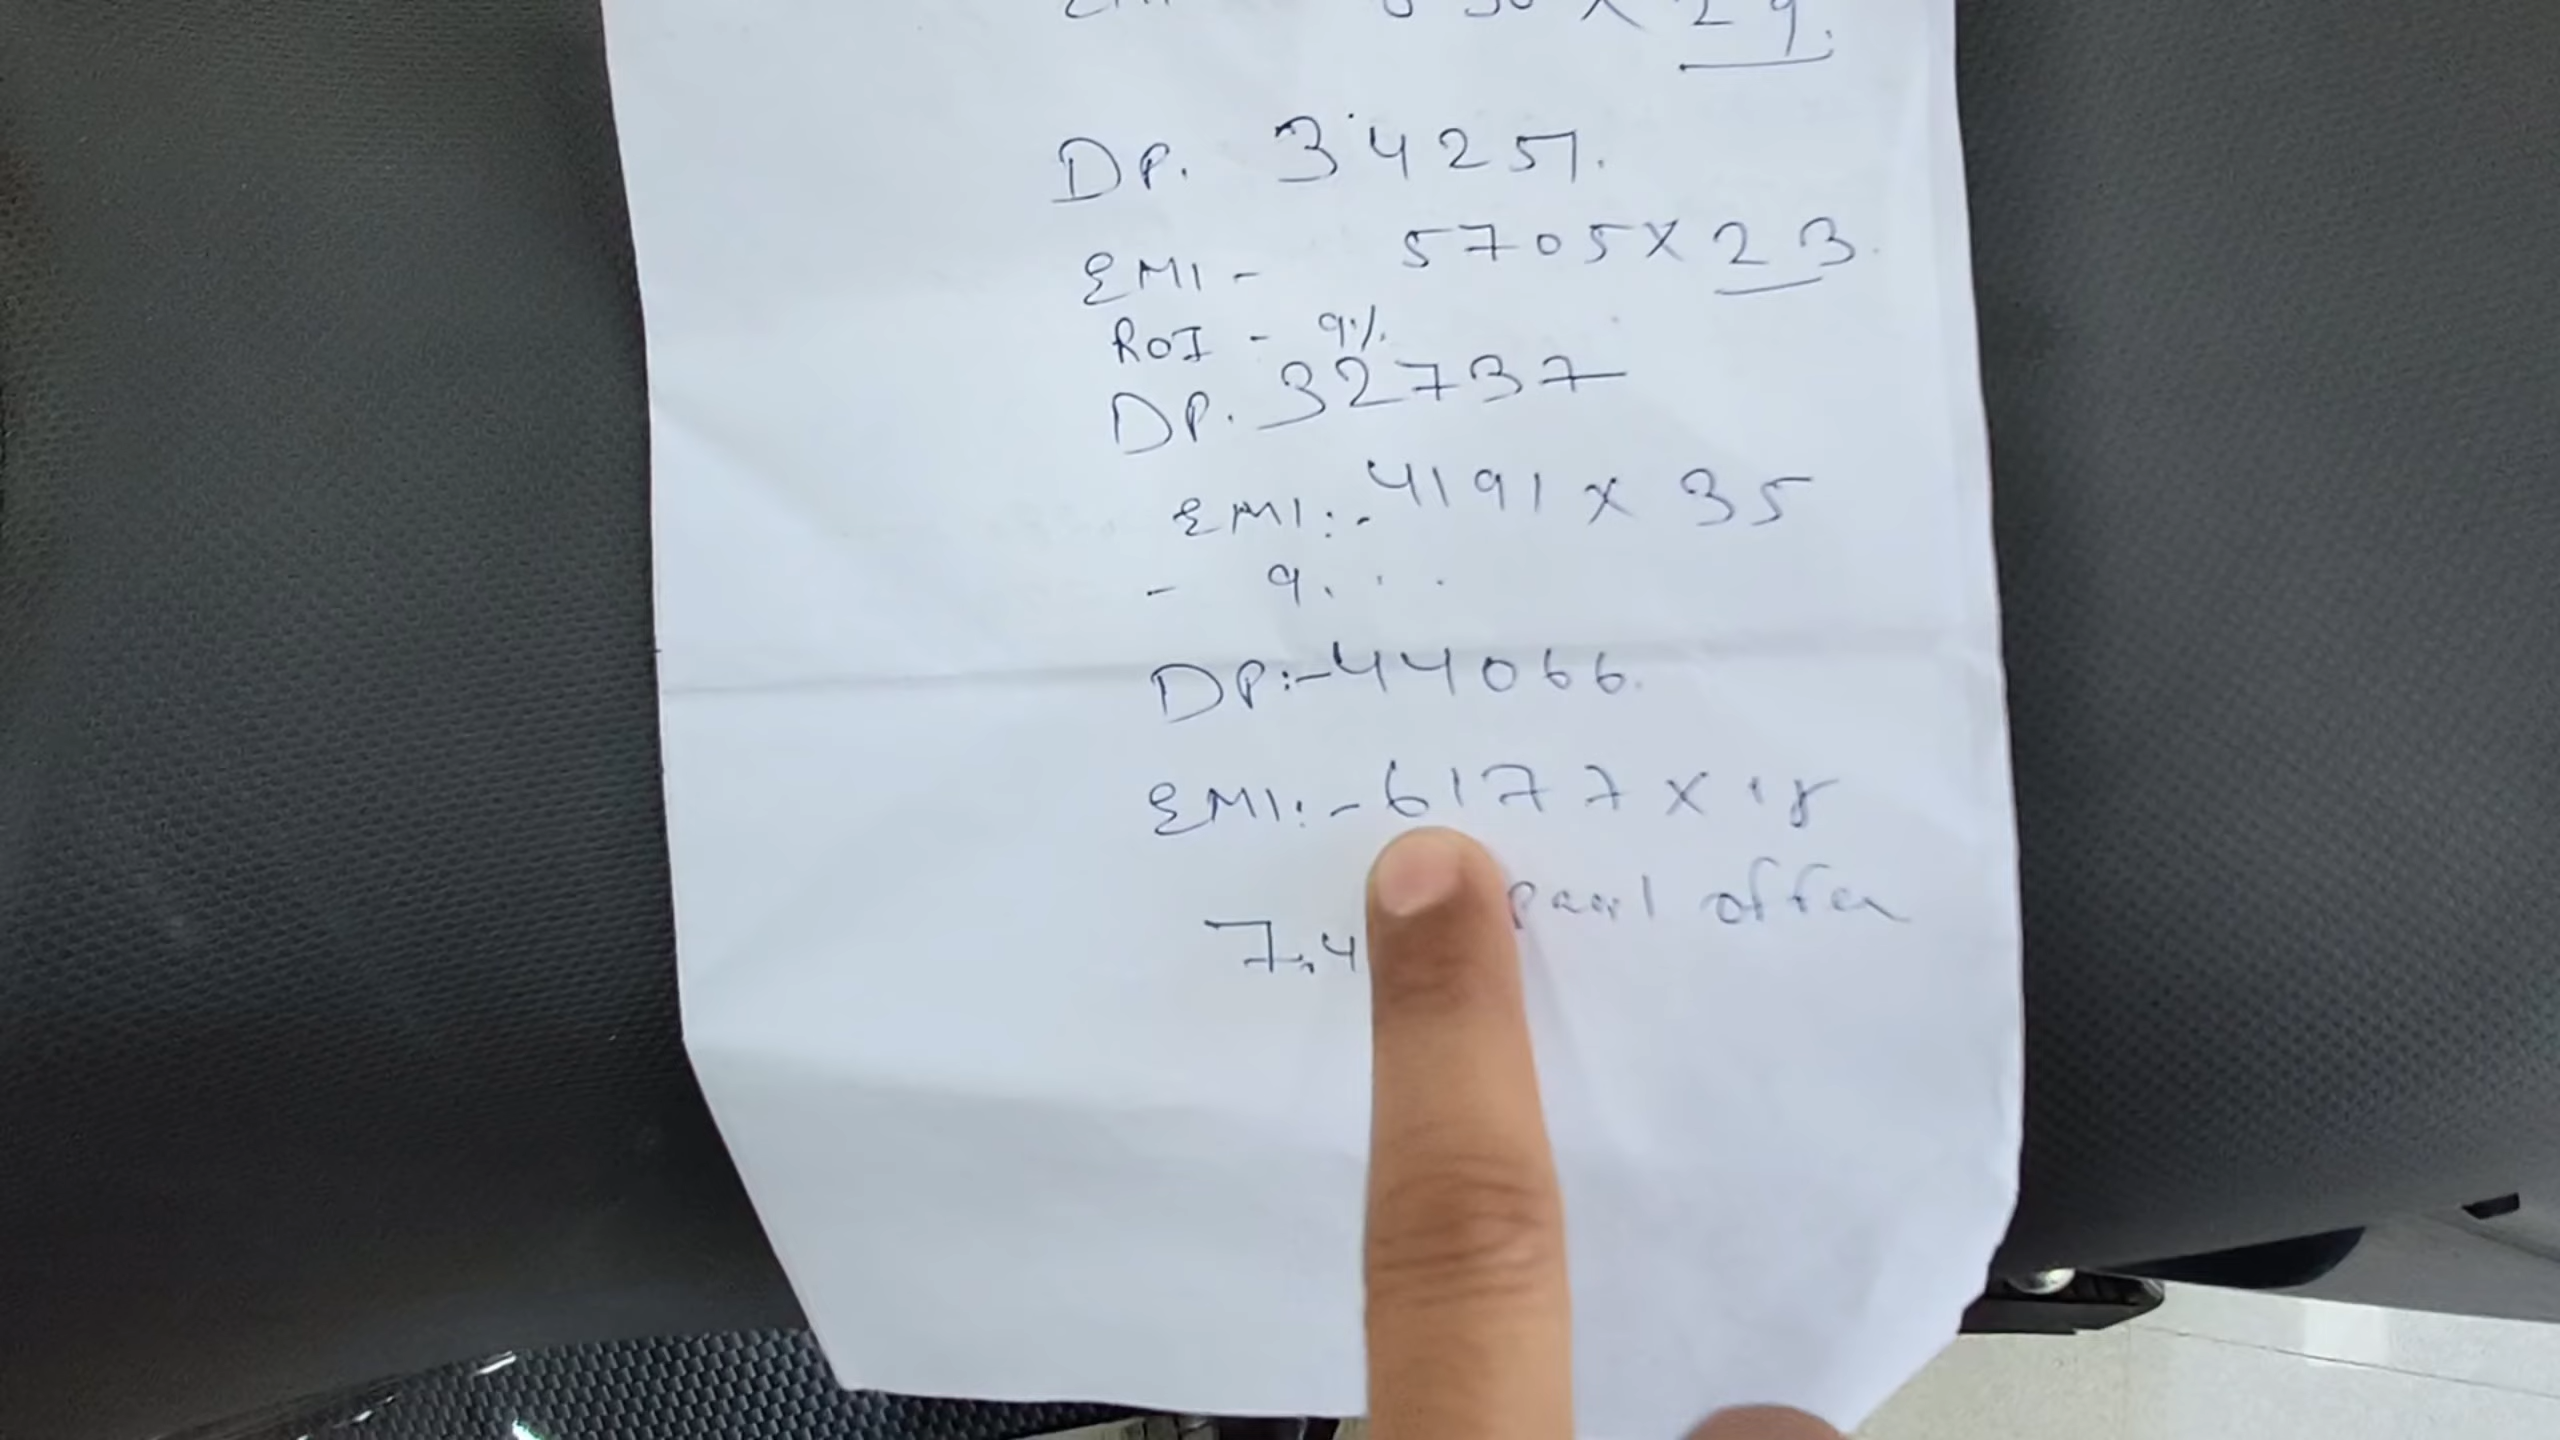 DP. 34257.
EMI - 5705 X 23.
ROI - 9%
DP. 32737
EMI:- 4191 X 35
- 9.
DP:- 44066.
EMI:- 6177 X 18
offer
7.4